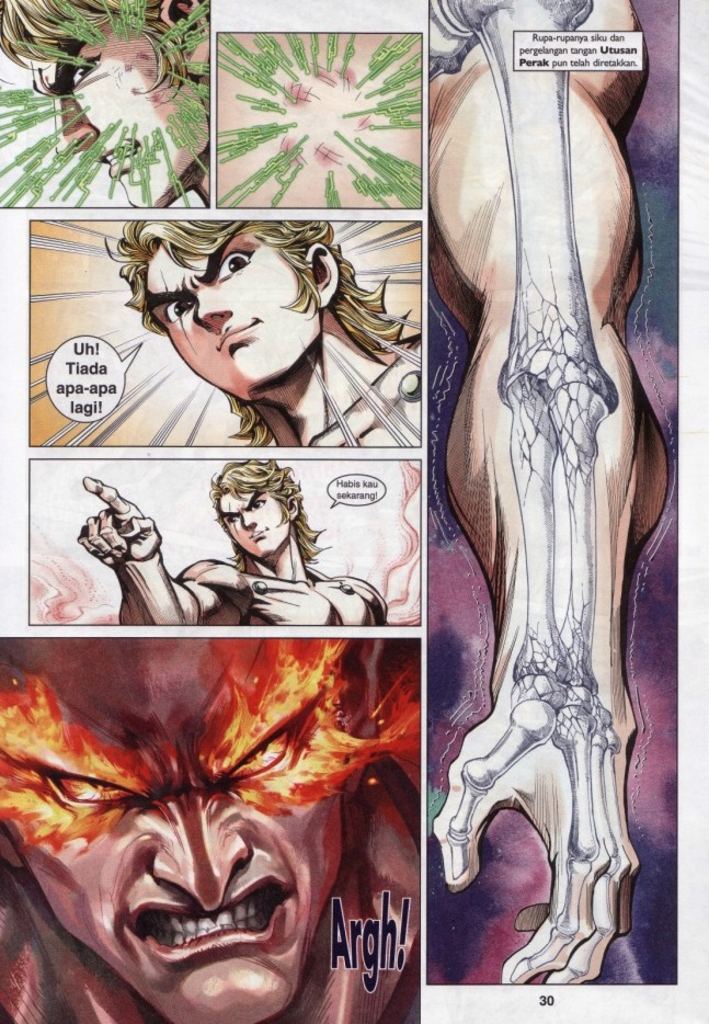 Rupa-rupanya siku dan
pergelangan tangan Utusan
Perak pun telah diretakkan.
Uh!
Tiada
apa-apa
lagi!
Habis kau
sekarang!
Argh!
30